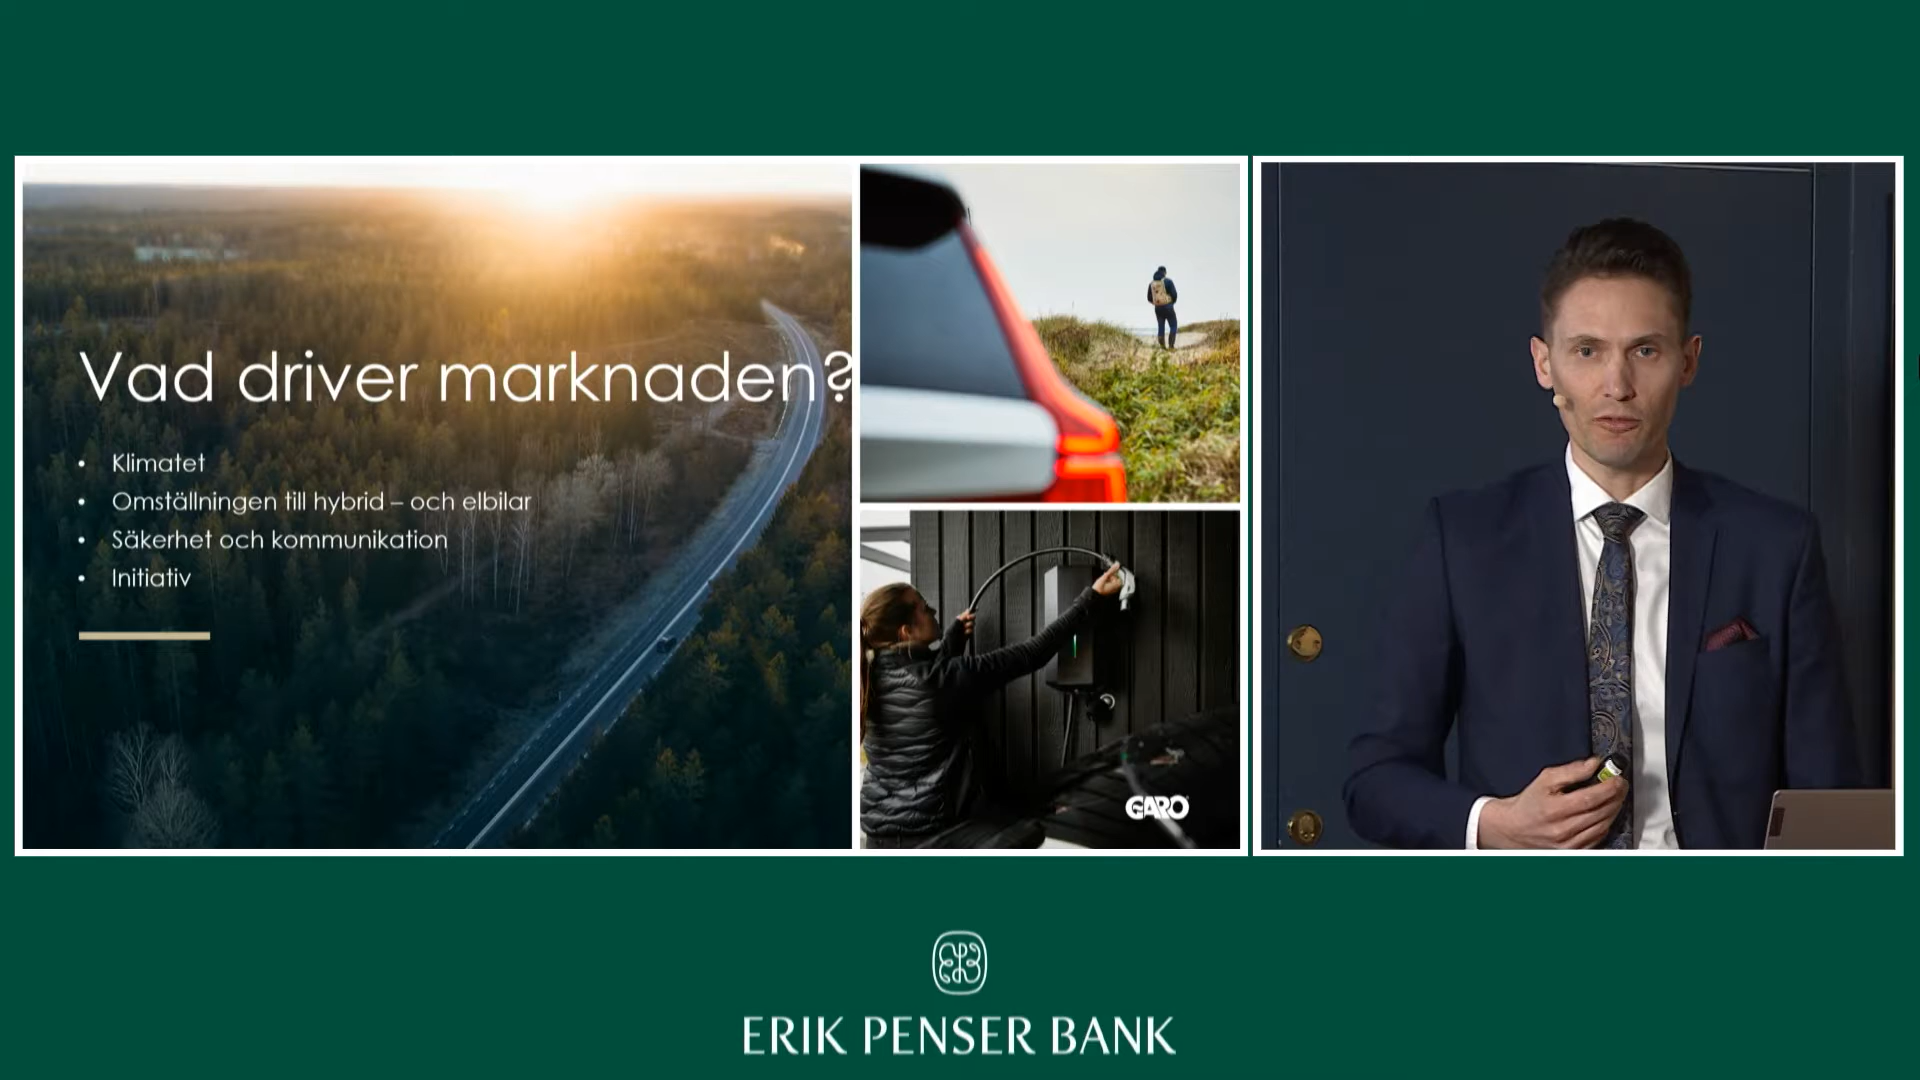 Vad driver marknaden?
• Klimatet
• Omställningen till hybrid – och elbilar
• Säkerhet och kommunikation
• Initiativ
GARO
ERIK PENSER BANK